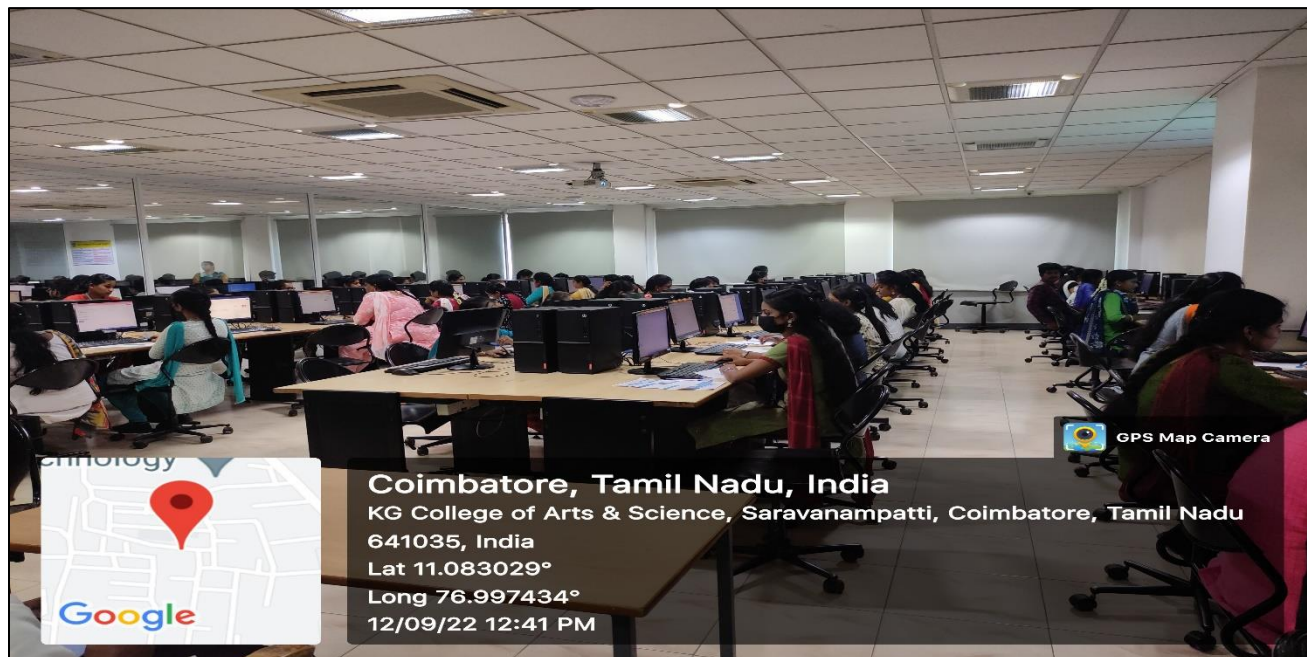 GPS Map Camera
chnology
Google
Coimbatore, Tamil Nadu, India
KG College of Arts & Science, Saravanampatti, Coimbatore, Tamil Nadu
641035, India
Lat 11.083029°
Long 76.997434°
12/09/22 12:41 PM